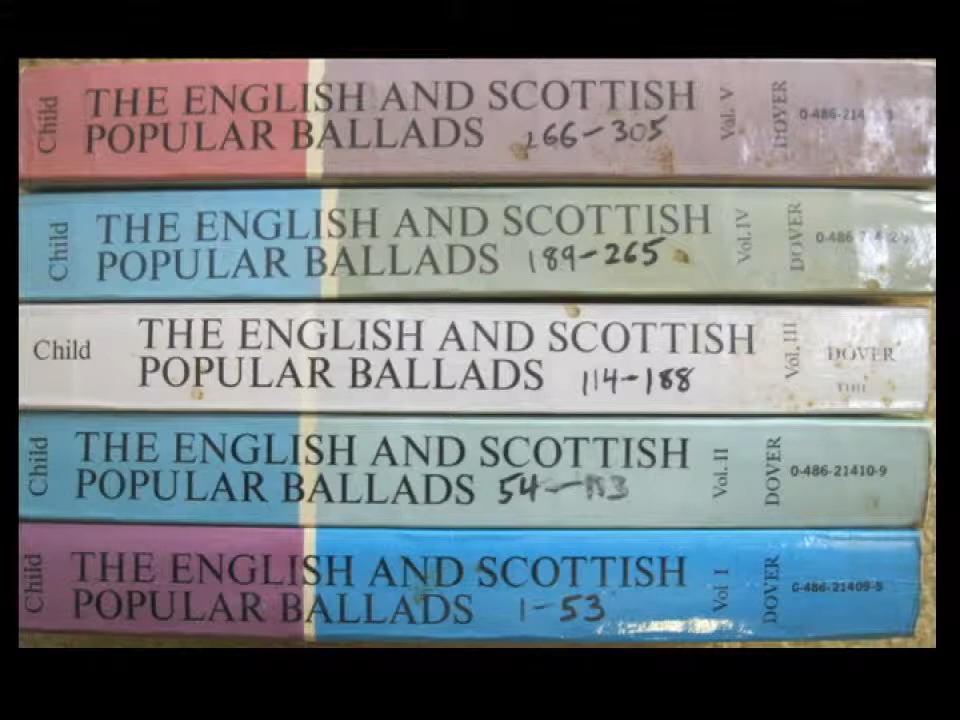 Child
THE ENGLISH AND SCOTTISH
POPULAR BALLADS 266-305
Vol. V
DOVER
Child
THE ENGLISH AND SCOTTISH
POPULAR BALLADS 189-265
Vol. IV
DOVER
Child
THE ENGLISH AND SCOTTISH
POPULAR BALLADS 114-188
Vol. III
DOVER
Child
THE ENGLISH AND SCOTTISH
POPULAR BALLADS 54-113
Vol. II
DOVER
0-486-21410-9
Child
THE ENGLISH AND SCOTTISH
POPULAR BALLADS 1-53
Vol I
DOVER
0-486-21409-5